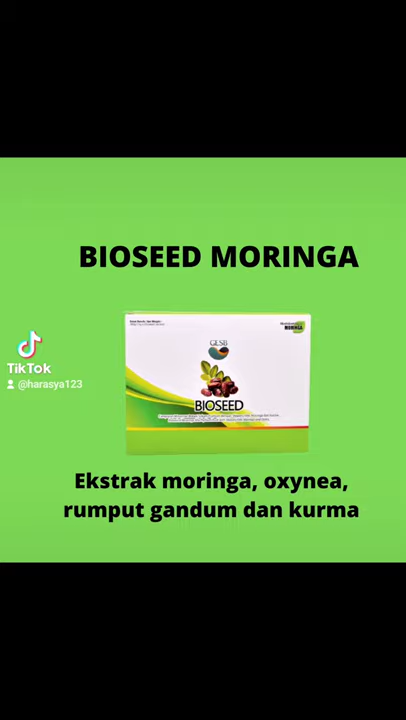 BIOSEED MORINGA
GESB
MORINGA
BIOSEED
TikTok
@harasya123
Ekstrak moringa, oxynea,
rumput gandum dan kurma